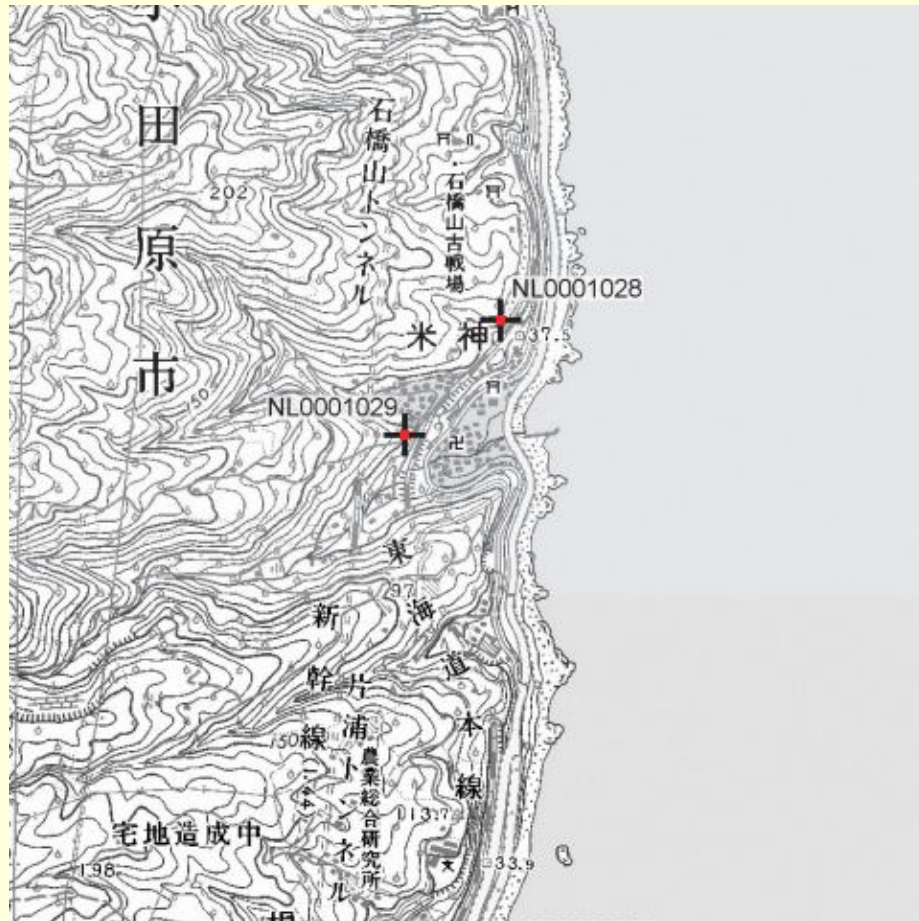 田原市
202
石橋山トンネル
石橋山古戦場
NL0001028
米神
37.5
150
NL0001029
東海道本線
97
新幹線
片浦トンネル
農業総合研究所
150
113.7
宅地造成中
198
33.9
根